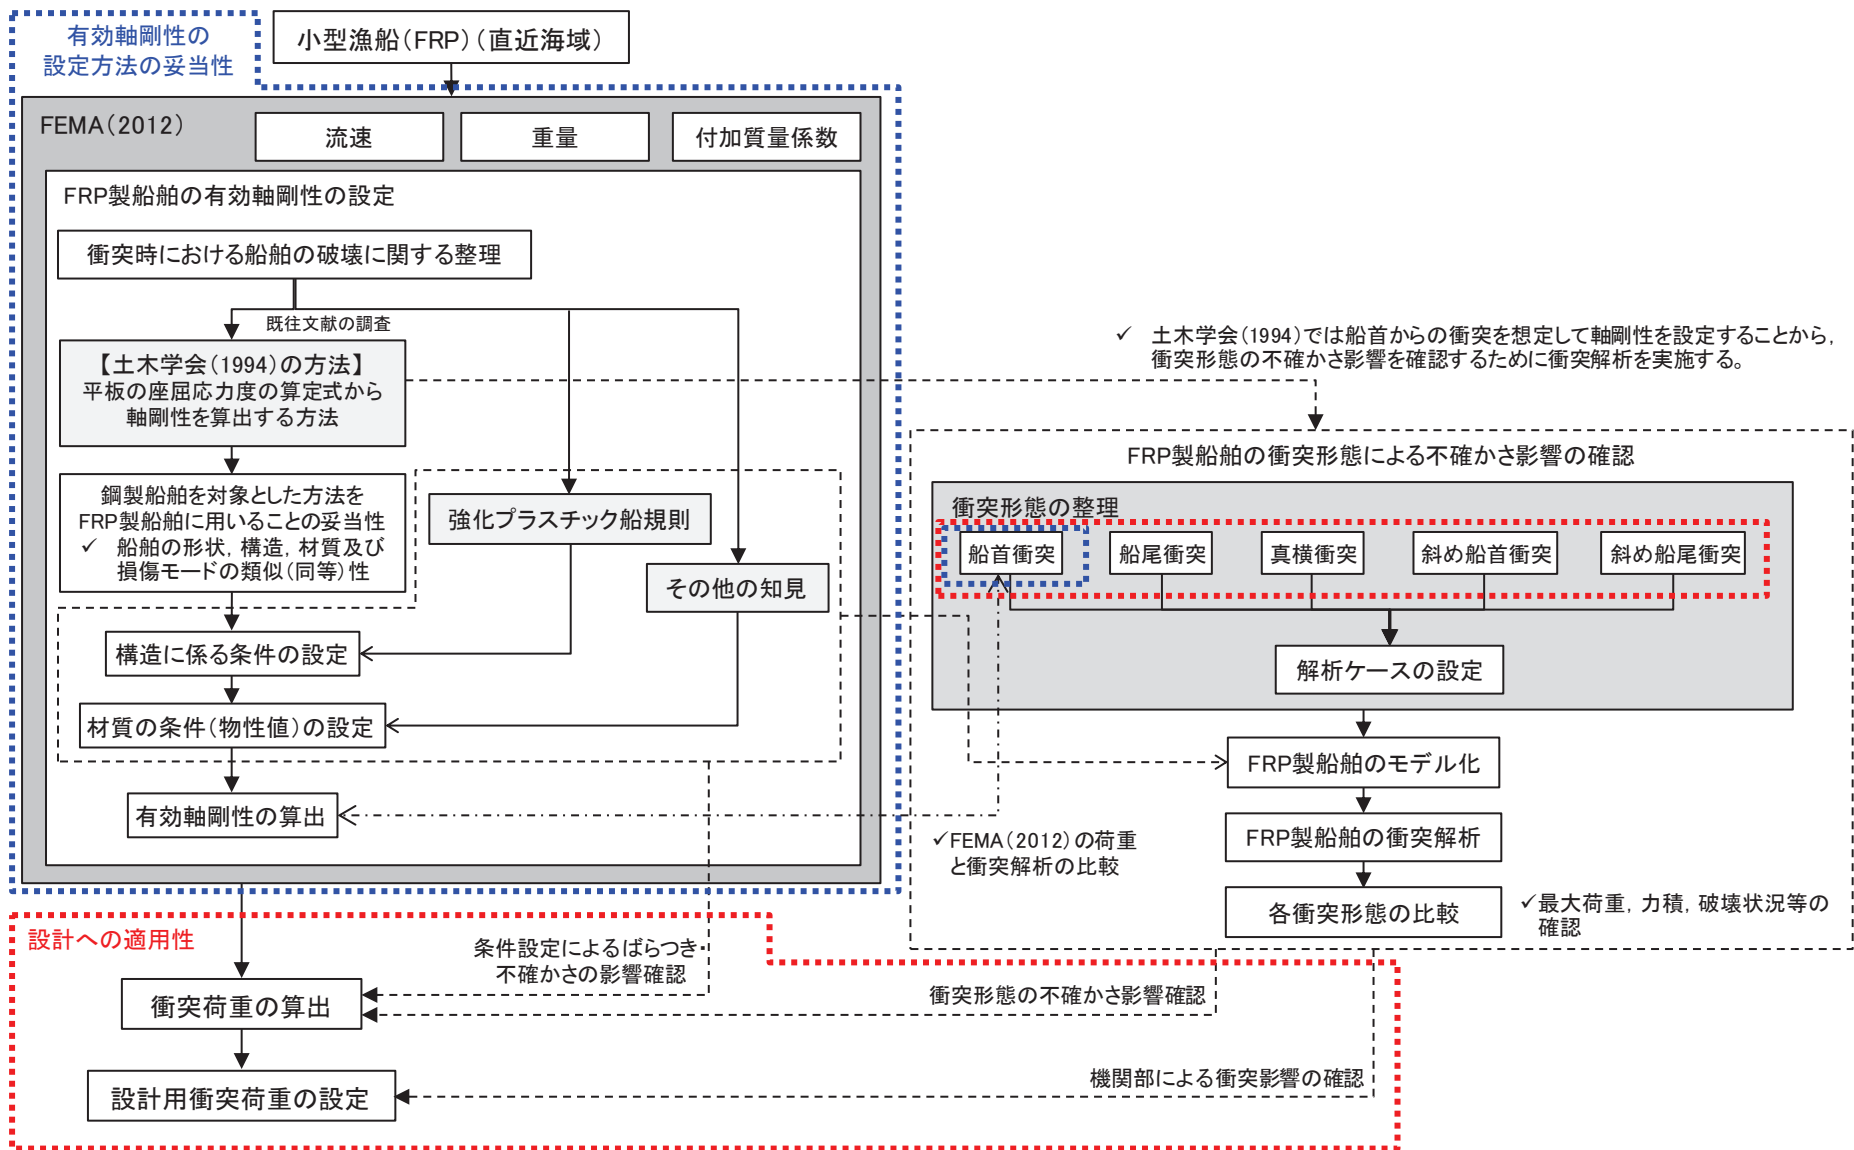 有効軸剛性の
設定方法の妥当性
小型漁船(FRP)(直近海域)
FEMA(2012)
流速
重量
付加質量係数
FRP製船舶の有効軸剛性の設定
衝突時における船舶の破壊に関する整理
既往文献の調査
【土木学会(1994)の方法】
平板の座屈応力度の算定式から
軸剛性を算出する方法
鋼製船舶を対象とした方法を
FRP製船舶に用いることの妥当性
✓ 船舶の形状,構造,材質及び
損傷モードの類似(同等)性
強化プラスチック船規則
その他の知見
構造に係る条件の設定
材質の条件(物性値)の設定
有効軸剛性の算出
✓ 土木学会(1994)では船首からの衝突を想定して軸剛性を設定することから,
衝突形態の不確かさ影響を確認するために衝突解析を実施する。
FRP製船舶の衝突形態による不確かさ影響の確認
衝突形態の整理
船首衝突
船尾衝突
真横衝突
斜め船首衝突
斜め船尾衝突
解析ケースの設定
FRP製船舶のモデル化
FRP製船舶の衝突解析
各衝突形態の比較
✓FEMA(2012)の荷重
と衝突解析の比較
✓最大荷重,力積,破壊状況等の
確認
設計への適用性
条件設定によるばらつき・
不確かさの影響確認
衝突荷重の算出
衝突形態の不確かさ影響確認
設計用衝突荷重の設定
機関部による衝突影響の確認